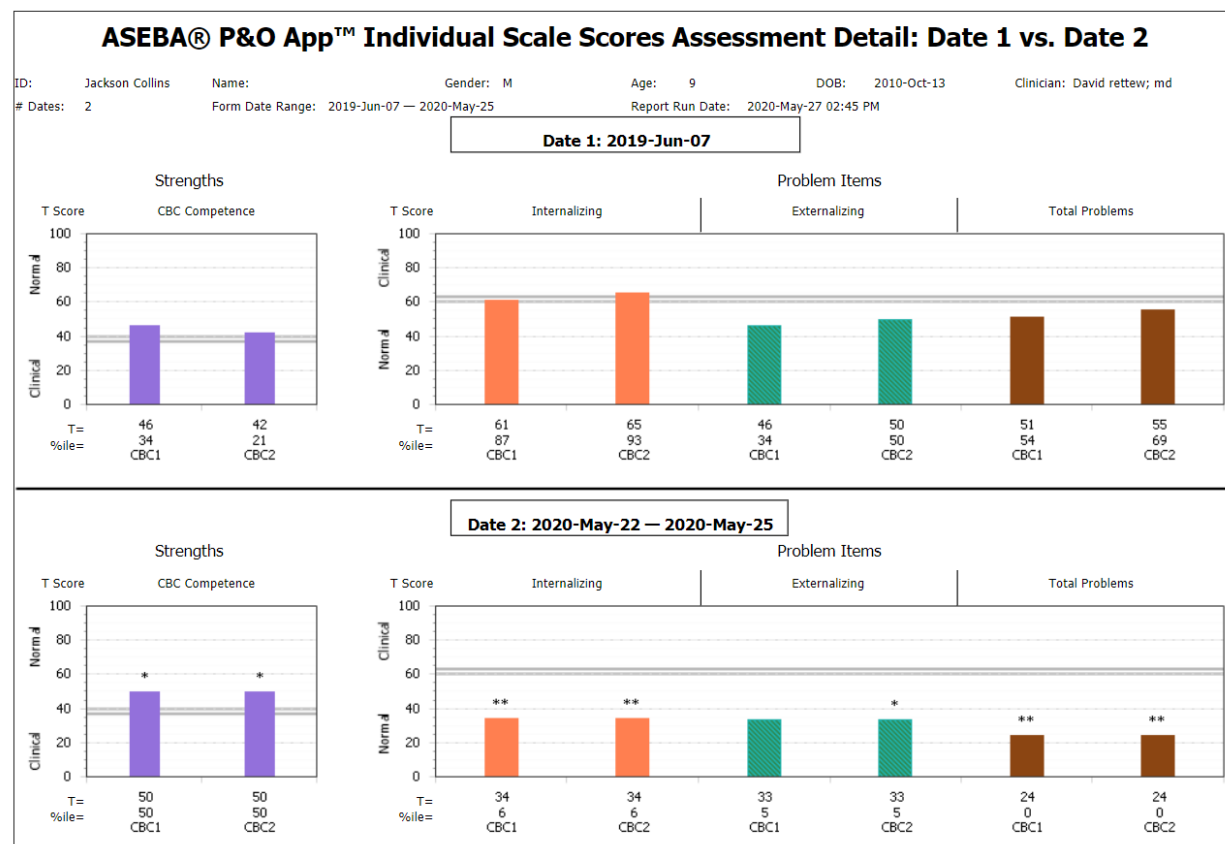 ASEBA® P&O App™ Individual Scale Scores Assessment Detail: Date 1 vs. Date 2
ID: Jackson Collins Name: Gender: M Age: 9 DOB: 2010-Oct-13 Clinician: David rettew; md
# Dates: 2 Form Date Range: 2019-Jun-07 — 2020-May-25 Report Run Date: 2020-May-27 02:45 PM
Date 1: 2019-Jun-07
Strengths Problem Items
T Score CBC Competence T Score Internalizing Externalizing Total Problems
100 100
80 80
60 60
40 40
20 20
0 0
Normal
Clinical
Clinical
Normal
T= 46 42 T= 61 65 46 50 51 55
%ile= 34 21 %ile= 87 93 34 50 54 69
CBC1 CBC2 CBC1 CBC2 CBC1 CBC2 CBC1 CBC2
Date 2: 2020-May-22 — 2020-May-25
Strengths Problem Items
T Score CBC Competence T Score Internalizing Externalizing Total Problems
100 100
80 80
60 60
40 40
20 20
0 0
Normal
Clinical
Clinical
Normal
* * ** ** * ** **
T= 50 50 T= 34 34 33 33 24 24
%ile= 50 50 %ile= 6 6 5 5 0 0
CBC1 CBC2 CBC1 CBC2 CBC1 CBC2 CBC1 CBC2